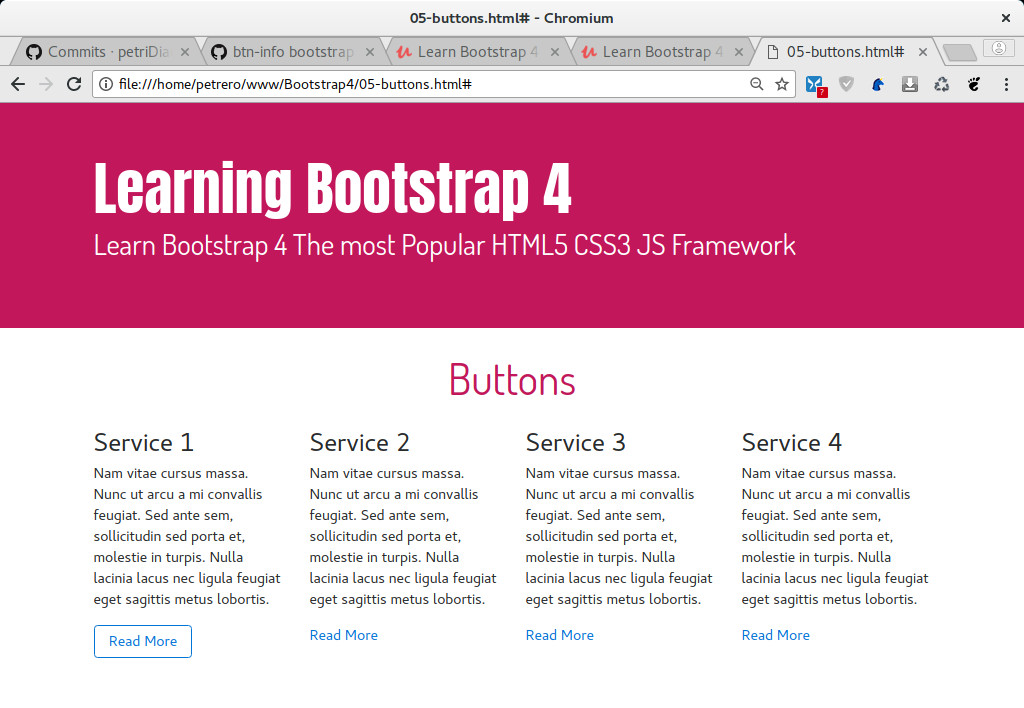 05-buttons.html# - Chromium
Commits · petriDia
btn-info bootstrap
Learn Bootstrap 4
Learn Bootstrap 4
05-buttons.html#
file:///home/petrero/www/Bootstrap4/05-buttons.html#
?
Learning Bootstrap 4
Learn Bootstrap 4 The most Popular HTML5 CSS3 JS Framework
Buttons
Service 1
Nam vitae cursus massa.
Nunc ut arcu a mi convallis
feugiat. Sed ante sem,
sollicitudin sed porta et,
molestie in turpis. Nulla
lacinia lacus nec ligula feugiat
eget sagittis metus lobortis.
Read More
Service 2
Nam vitae cursus massa.
Nunc ut arcu a mi convallis
feugiat. Sed ante sem,
sollicitudin sed porta et,
molestie in turpis. Nulla
lacinia lacus nec ligula feugiat
eget sagittis metus lobortis.
Read More
Service 3
Nam vitae cursus massa.
Nunc ut arcu a mi convallis
feugiat. Sed ante sem,
sollicitudin sed porta et,
molestie in turpis. Nulla
lacinia lacus nec ligula feugiat
eget sagittis metus lobortis.
Read More
Service 4
Nam vitae cursus massa.
Nunc ut arcu a mi convallis
feugiat. Sed ante sem,
sollicitudin sed porta et,
molestie in turpis. Nulla
lacinia lacus nec ligula feugiat
eget sagittis metus lobortis.
Read More